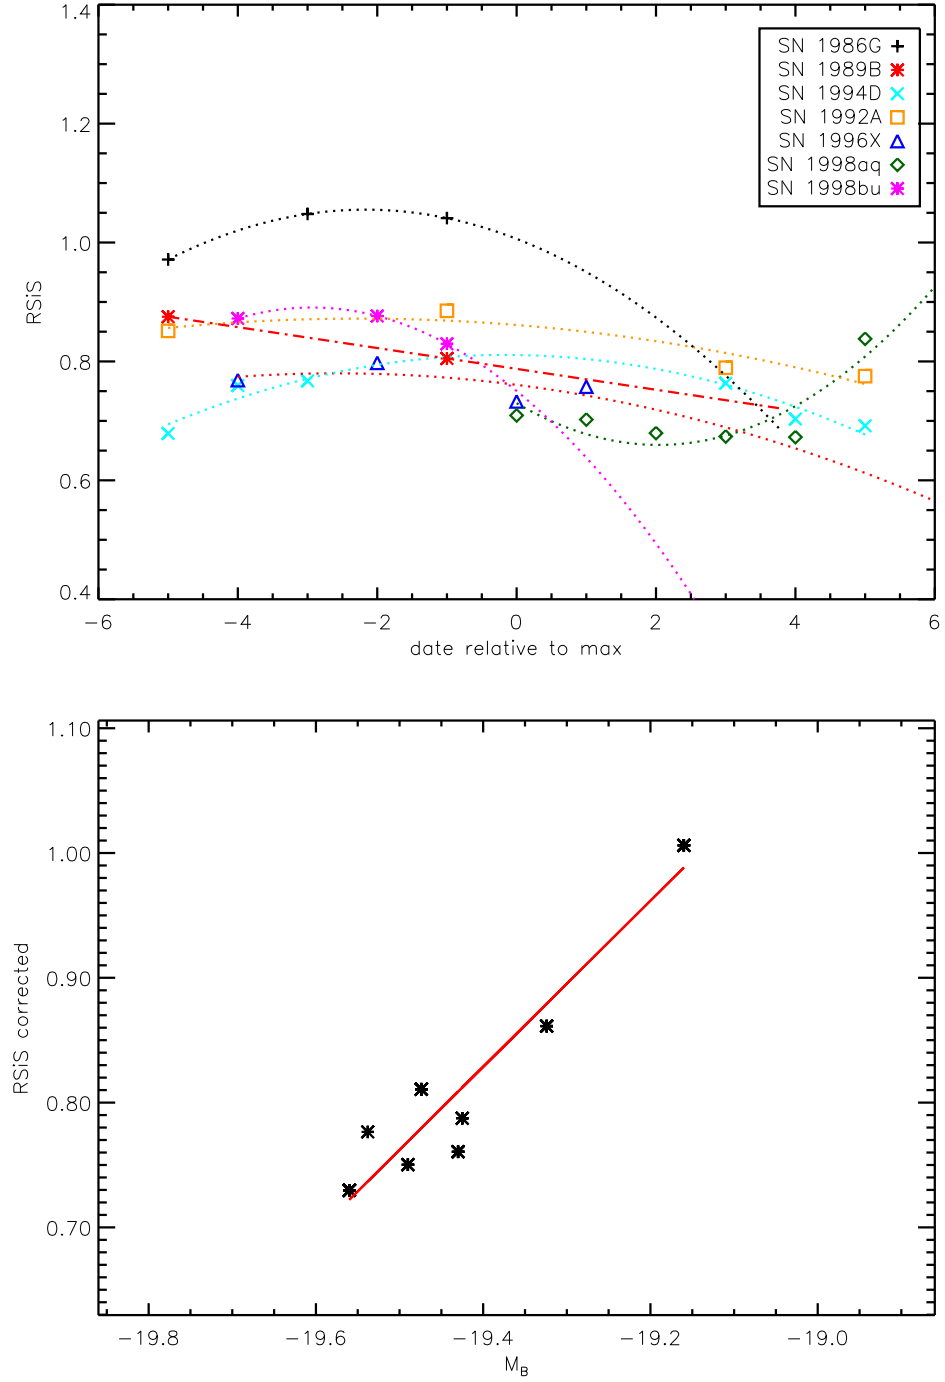 1.4
1.2
1.0
0.8
0.6
0.4
RSiS
SN 1986G
SN 1989B
SN 1994D
SN 1992A
SN 1996X
SN 1998aq
SN 1998bu
−6 −4 −2 0 2 4 6
date relative to max
1.10
1.00
0.90
0.80
0.70
RSiS corrected
−19.8 −19.6 −19.4 −19.2 −19.0
M_B